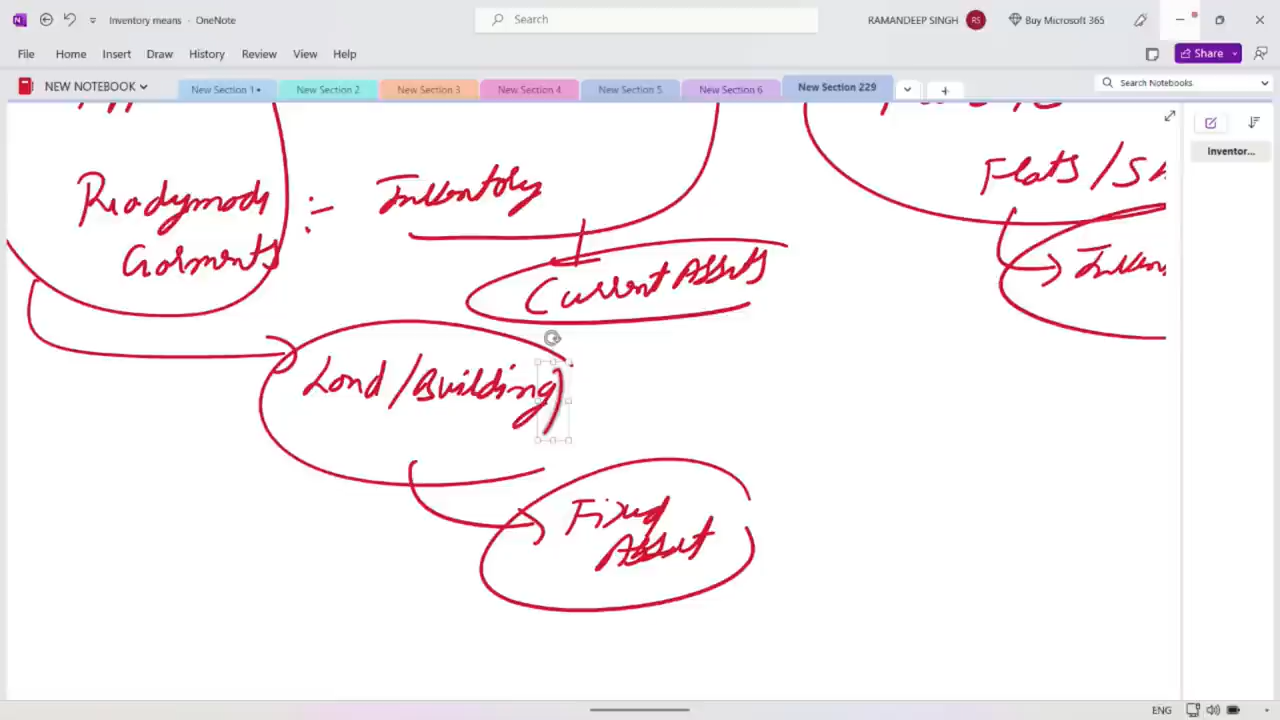 Inventory means - OneNote
Search
RAMANDEEP SINGH
RS
Buy Microsoft 365
File Home Insert Draw History Review View Help
Share
NEW NOTEBOOK
New Section 1 New Section 2 New Section 3 New Section 4 New Section 5 New Section 6 New Section 229
Search Notebooks
Inventor...
Flats / S
Readymade :- Inventory
Garments
Current Assets
Land / Building
Fixed
Asset
ENG